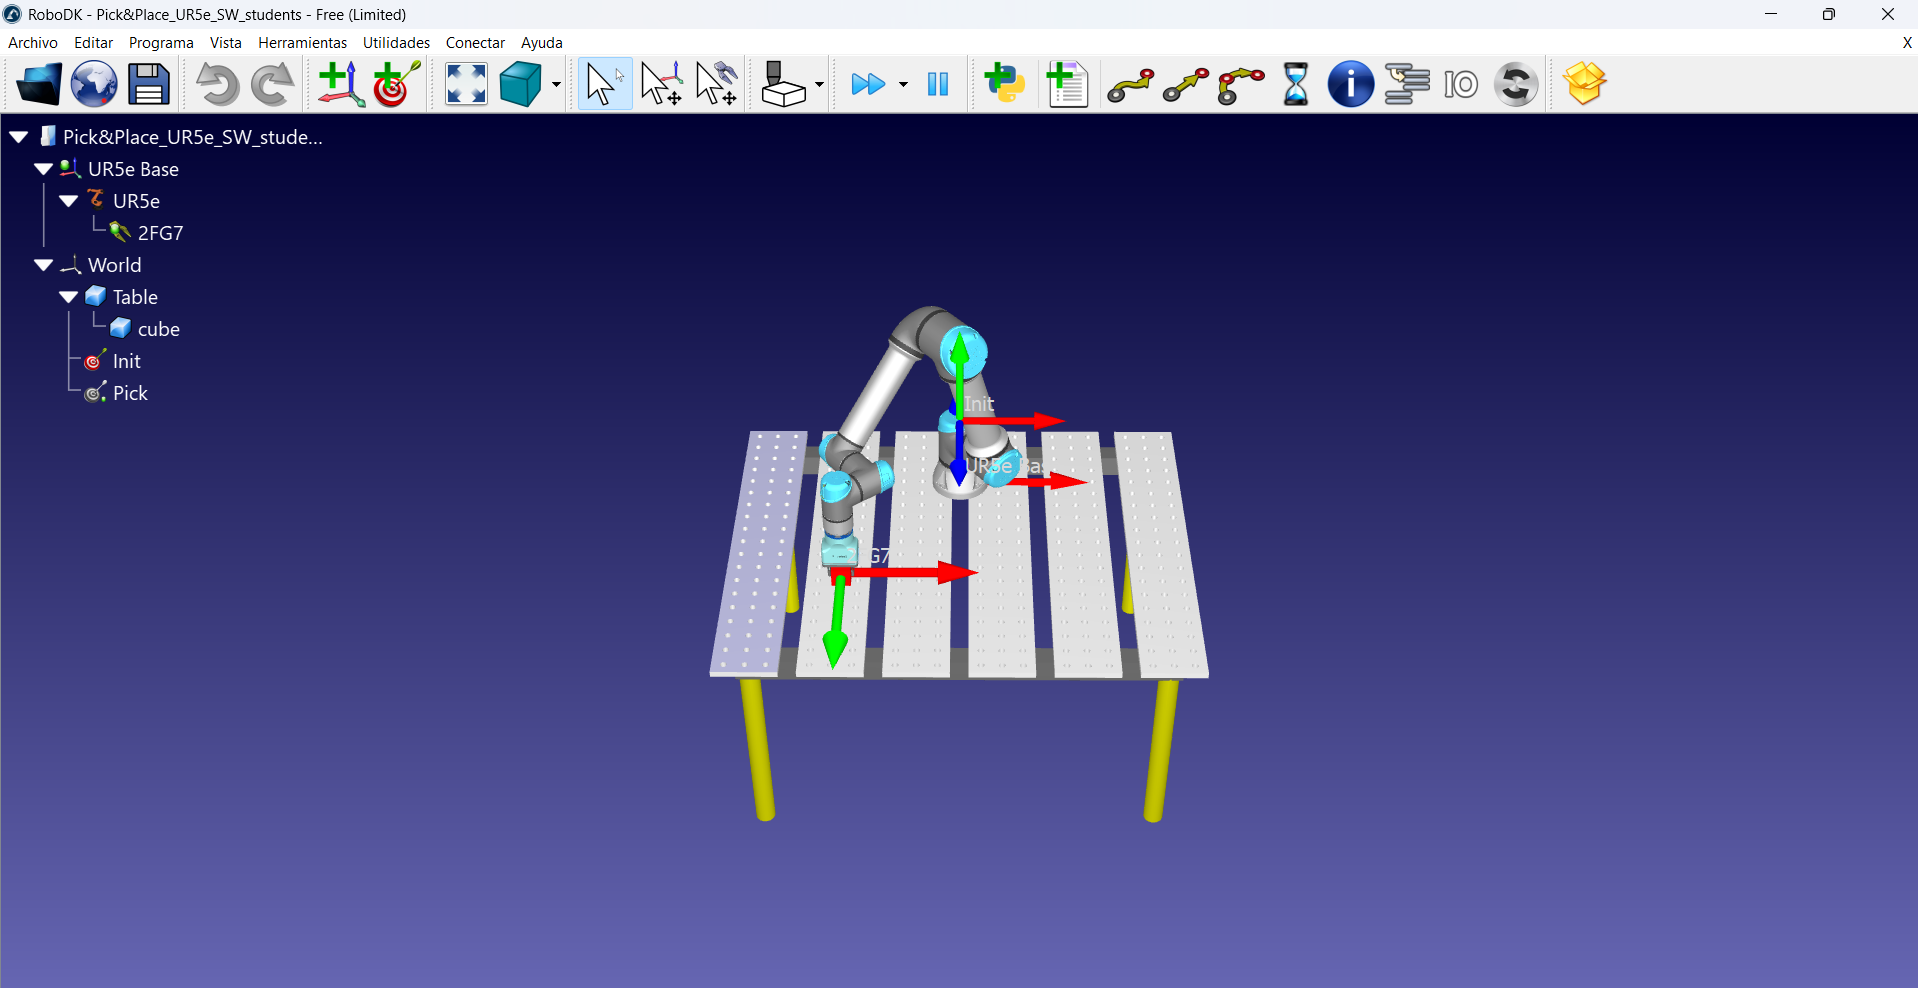 RoboDK - Pick&Place_UR5e_SW_students - Free (Limited)
Archivo Editar Programa Vista Herramientas Utilidades Conectar Ayuda X
IO
Pick&Place_UR5e_SW_stude...
UR5e Base
UR5e
2FG7
World
Table
cube
Init
Pick
Init
UR5e Bas
G7